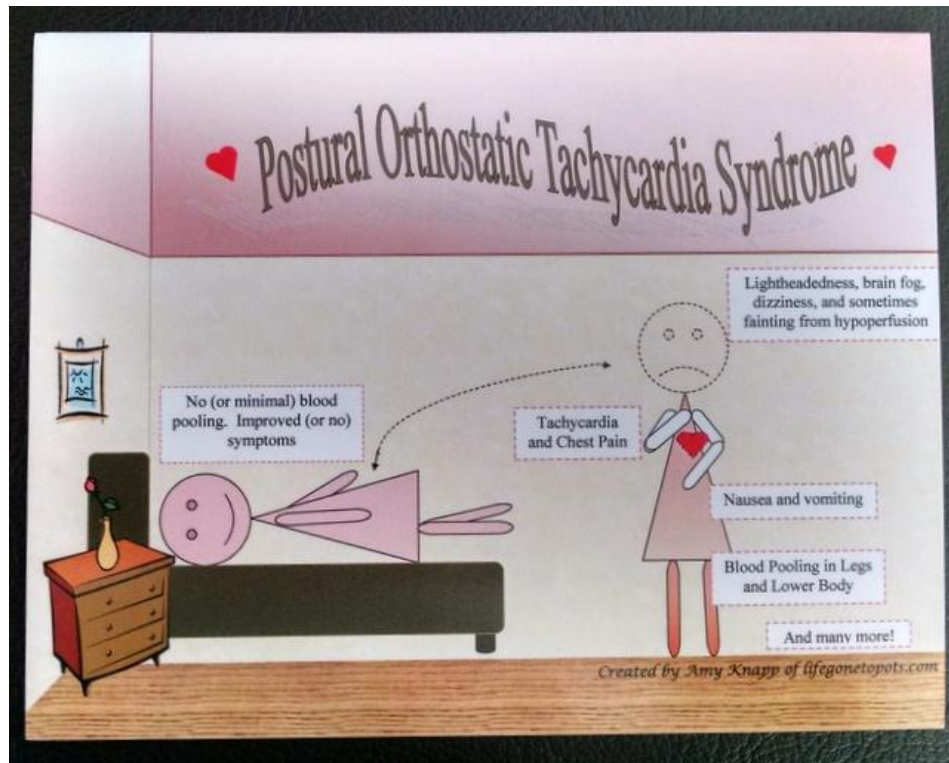 Postural Orthostatic Tachycardia Syndrome
Lightheadedness, brain fog,
dizziness, and sometimes
fainting from hypoperfusion
No (or minimal) blood
pooling. Improved (or no)
symptoms
Tachycardia
and Chest Pain
Nausea and vomiting
Blood Pooling in Legs
and Lower Body
And many more!
Created by Amy Knapp of lifegonetopots.com